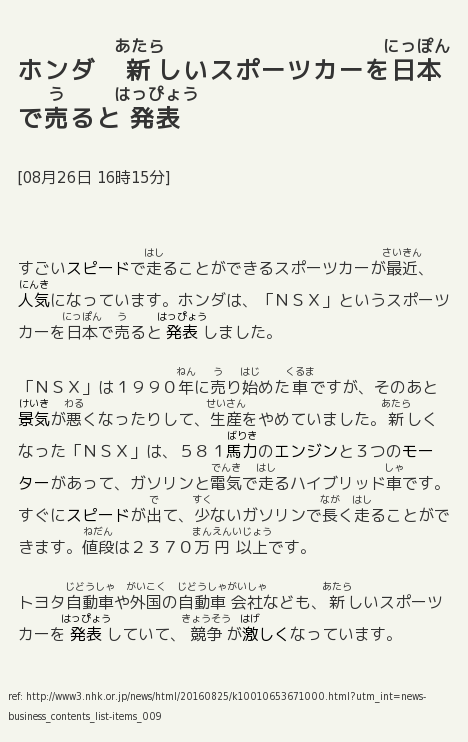 ホンダ　新しいスポーツカーを日本
で売ると発表
[08月26日 16時15分]
すごいスピードで走ることができるスポーツカーが最近、
人気になっています。ホンダは、「ＮＳＸ」というスポーツ
カーを日本で売ると発表しました。
「ＮＳＸ」は１９９０年に売り始めた車ですが、そのあと
景気が悪くなったりして、生産をやめていました。新しく
なった「ＮＳＸ」は、５８１馬力のエンジンと３つのモー
ターがあって、ガソリンと電気で走るハイブリッド車です。
すぐにスピードが出て、少ないガソリンで長く走ることがで
きます。値段は２３７０万円以上です。
トヨタ自動車や外国の自動車会社なども、新しいスポーツ
カーを発表していて、競争が激しくなっています。
ref: http://www3.nhk.or.jp/news/html/20160825/k10010653671000.html?utm_int=news-
business_contents_list-items_009